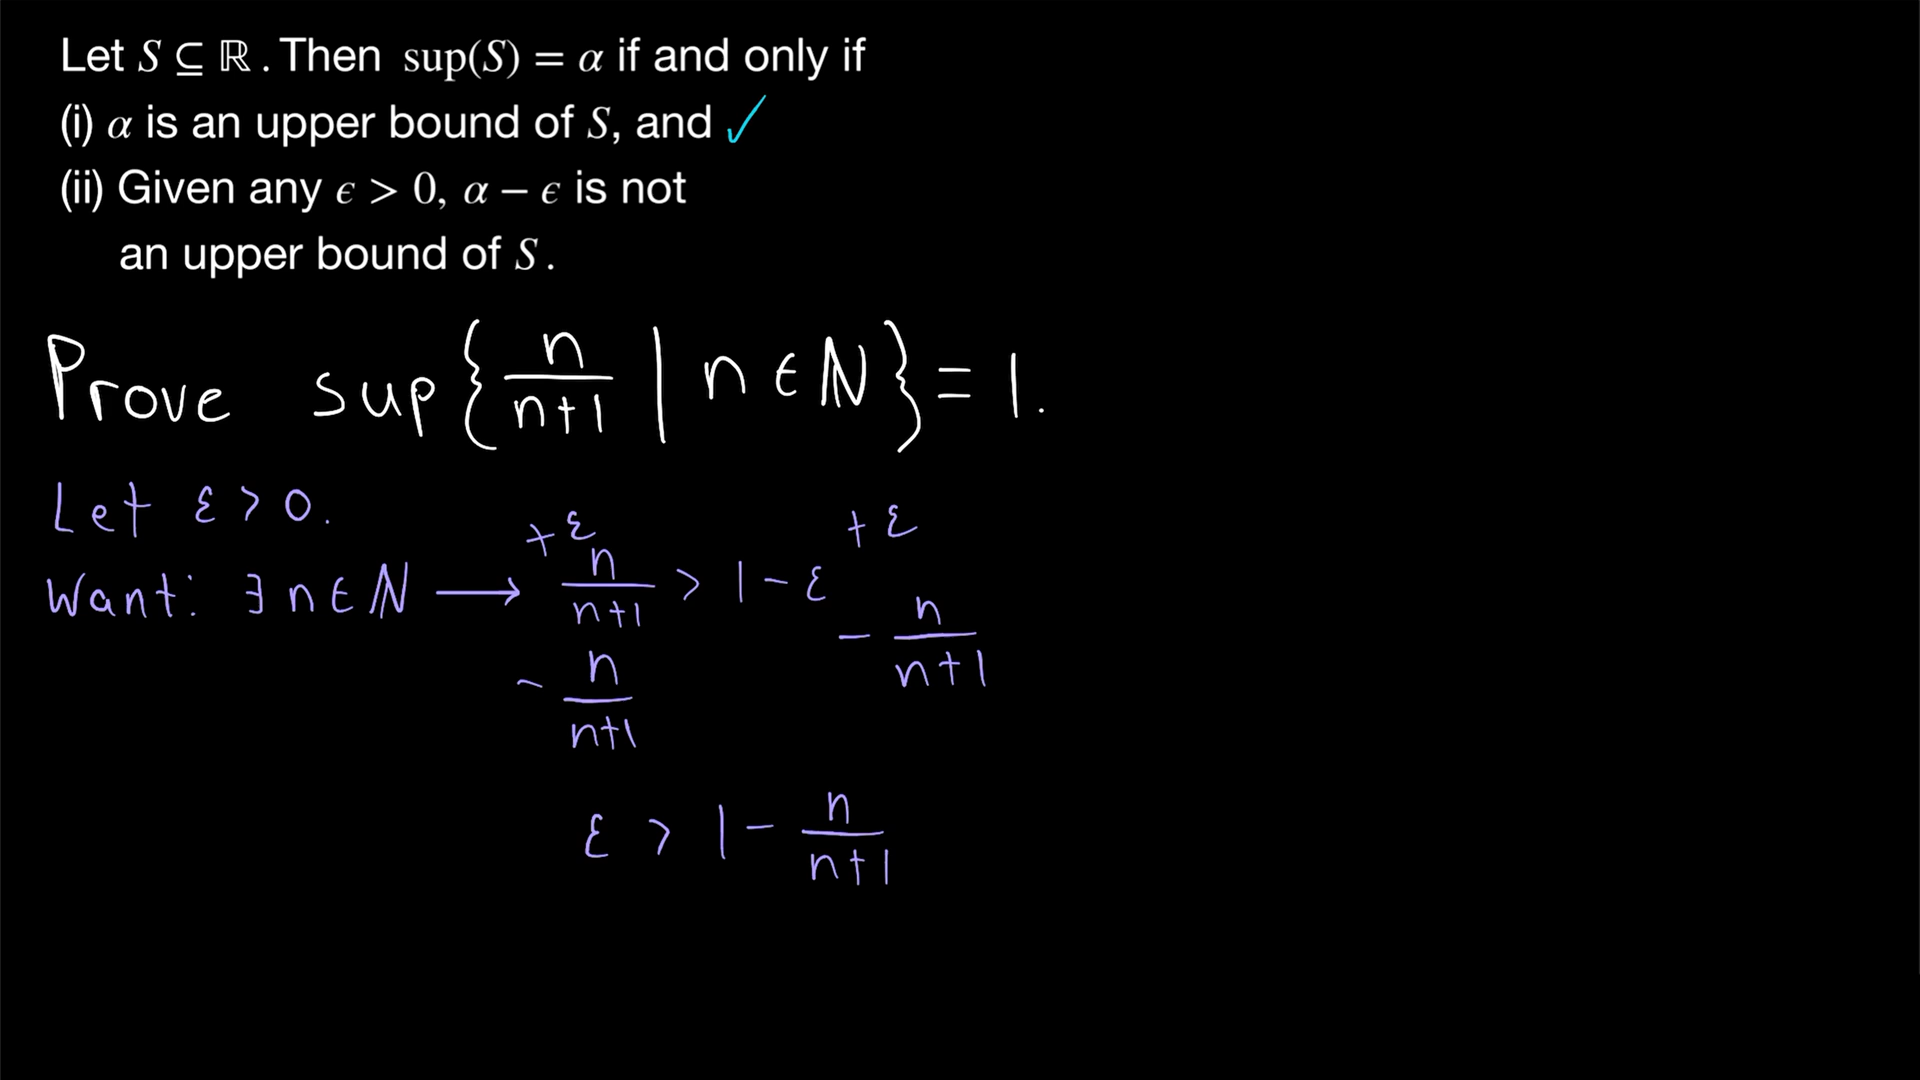 Let S ⊆ ℝ. Then sup(S) = α if and only if
(i) α is an upper bound of S, and ✓
(ii) Given any ϵ > 0, α − ϵ is not
an upper bound of S.
Prove sup{n/(n+1) | n ∈ ℕ} = 1.
Let ε > 0.
+ε +ε
Want: ∃ n ∈ ℕ ⟶ n/(n+1) > 1 − ε
− n/(n+1) − n/(n+1)
ε > 1 − n/(n+1)